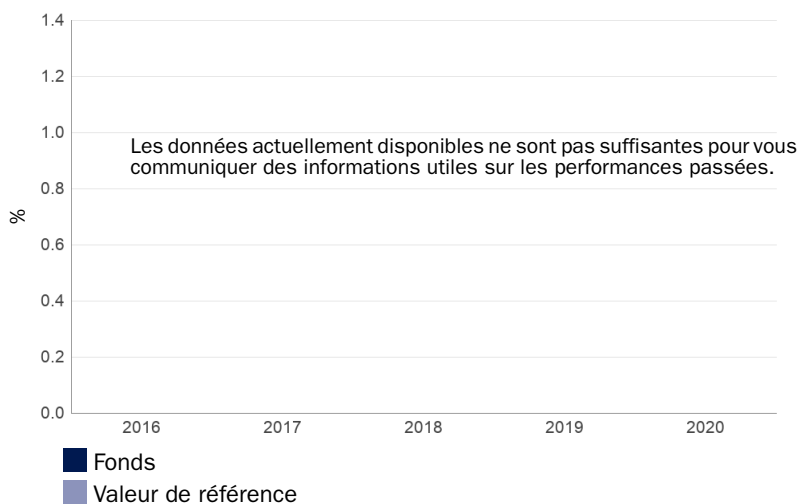 1.4
1.2
1.0
Les données actuellement disponibles ne sont pas suffisantes pour vous
communiquer des informations utiles sur les performances passées.
0.8
%
0.6
0.4
0.2
0.0
2016 2017 2018 2019 2020
Fonds
Valeur de référence